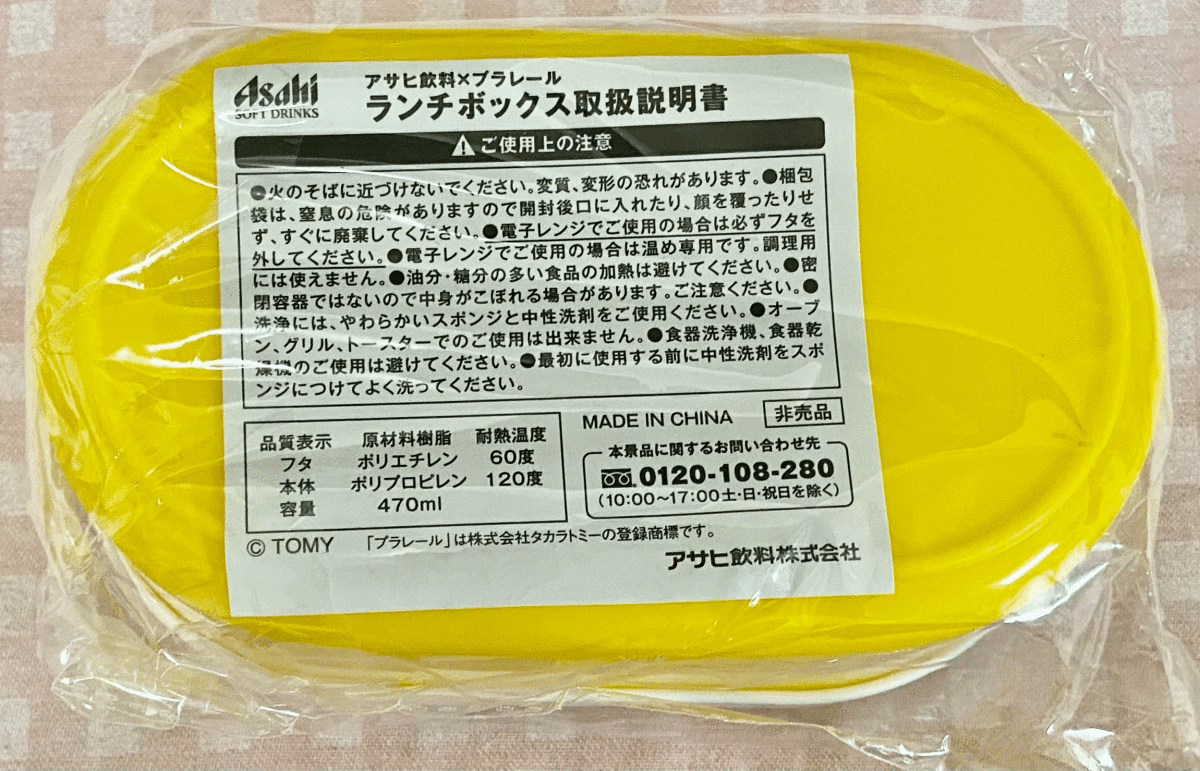 Asahi
SOFT DRINKS
アサヒ飲料×プラレール
ランチボックス取扱説明書
ご使用上の注意
●火のそばに近づけないでください。変質、変形の恐れがあります。●梱包
袋は、窒息の危険がありますので開封後口に入れたり、顔を覆ったりせ
ず、すぐに廃棄してください。●電子レンジでご使用の場合は必ずフタを
外してください。●電子レンジでご使用の場合は温め専用です。調理用
には使えません。●油分・糖分の多い食品の加熱は避けてください。●密
閉容器ではないので中身がこぼれる場合があります。ご注意ください。●
洗浄には、やわらかいスポンジと中性洗剤をご使用ください。●オーブ
ン、グリル、トースターでのご使用は出来ません。●食器洗浄機、食器乾
燥機のご使用は避けてください。●最初に使用する前に中性洗剤をスポ
ンジにつけてよく洗ってください。
品質表示 原材料樹脂 耐熱温度
フタ ポリエチレン 60度
本体 ポリプロピレン 120度
容量 470ml
MADE IN CHINA 非売品
本景品に関するお問い合わせ先
0120-108-280
(10:00〜17:00土・日・祝日を除く)
© TOMY 「プラレール」は株式会社タカラトミーの登録商標です。
アサヒ飲料株式会社